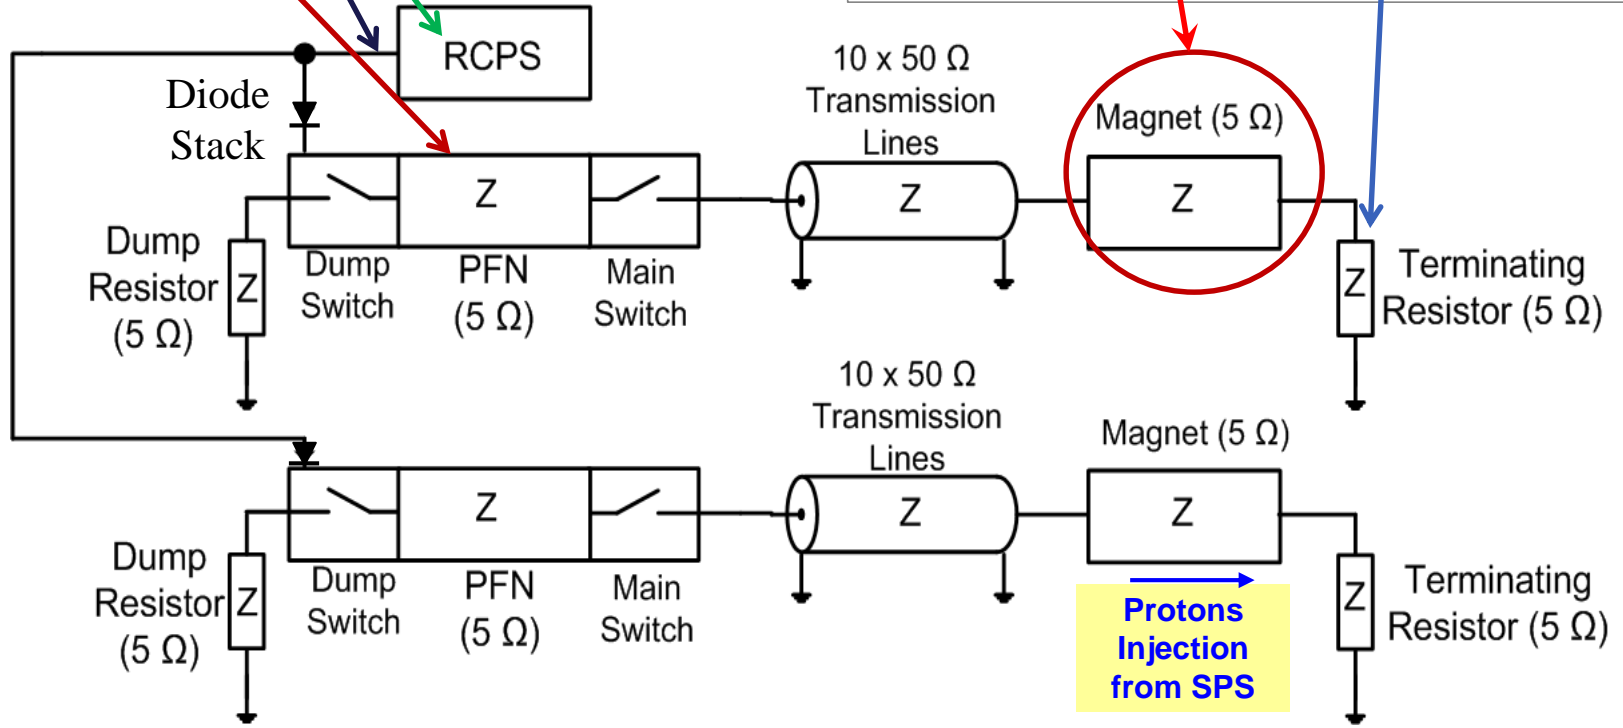 RCPS
Diode
Stack
10 x 50 Ω
Transmission
Lines
Magnet (5 Ω)
Z
Z
Z
Dump
Resistor
(5 Ω)
Z
Dump
Switch
PFN
(5 Ω)
Main
Switch
Z
Terminating
Resistor (5 Ω)
10 x 50 Ω
Transmission
Lines
Magnet (5 Ω)
Z
Z
Z
Dump
Resistor
(5 Ω)
Z
Dump
Switch
PFN
(5 Ω)
Main
Switch
Protons
Injection
from SPS
Z
Terminating
Resistor (5 Ω)